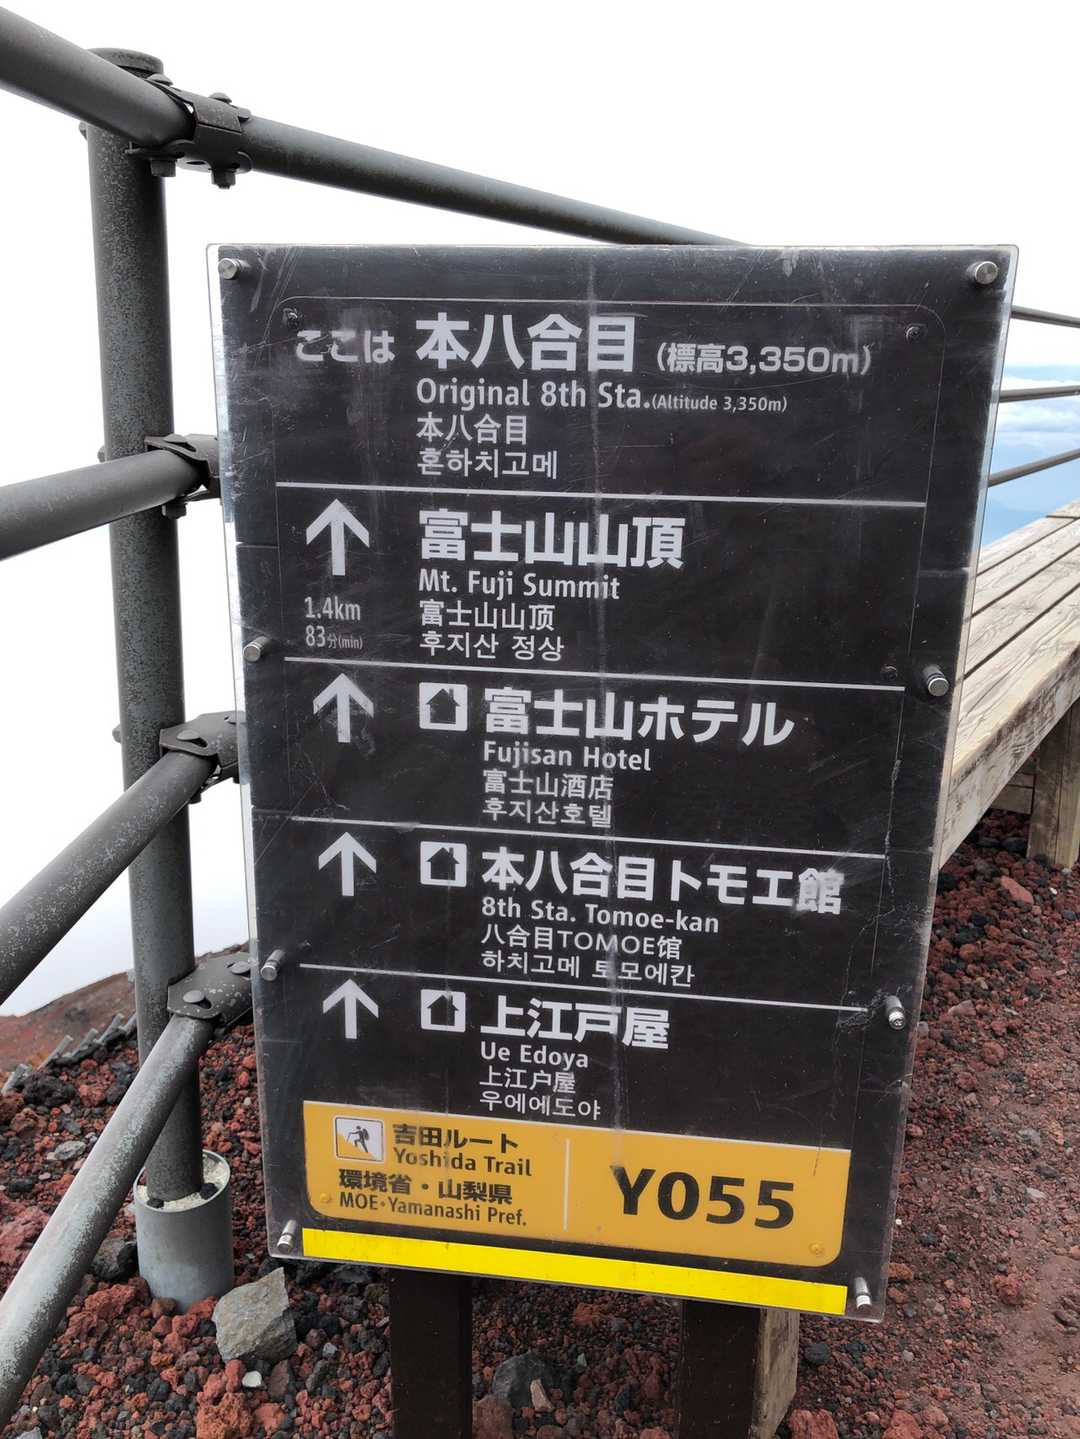 ここは 本八合目 (標高3,350m)
Original 8th Sta.(Altitude 3,350m)
本八合目
혼하치고메
富士山山頂
Mt. Fuji Summit
1.4km
富士山山顶
83分(min)
후지산 정상
富士山ホテル
Fujisan Hotel
富士山酒店
후지산호텔
本八合目トモエ館
8th Sta. Tomoe-kan
八合目TOMOE馆
하치고메 토모에칸
上江戸屋
Ue Edoya
上江户屋
우에에도야
吉田ルート
Yoshida Trail
環境省・山梨県
MOE・Yamanashi Pref.
Y055